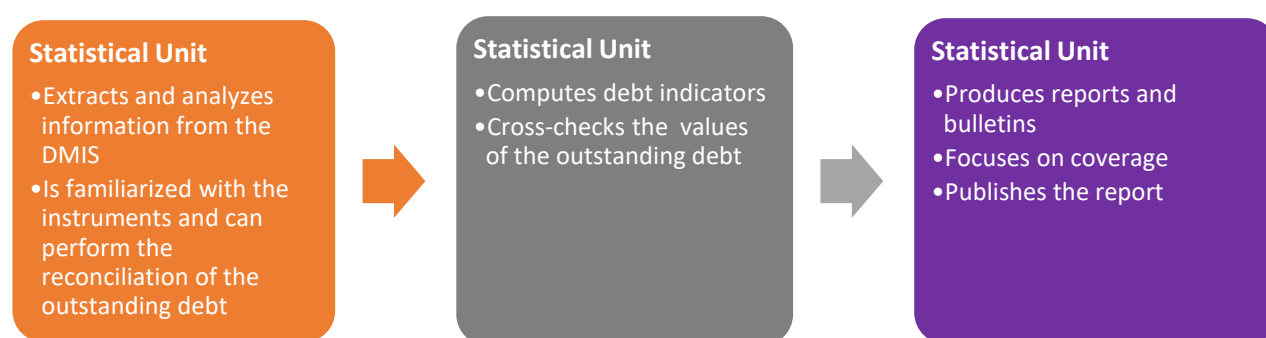 Statistical Unit
•Extracts and analyzes
information from the
DMIS
•Is familiarized with the
instruments and can
perform the
reconciliation of the
outstanding debt
Statistical Unit
•Computes debt indicators
•Cross-checks the values
of the outstanding debt
Statistical Unit
•Produces reports and
bulletins
•Focuses on coverage
•Publishes the report